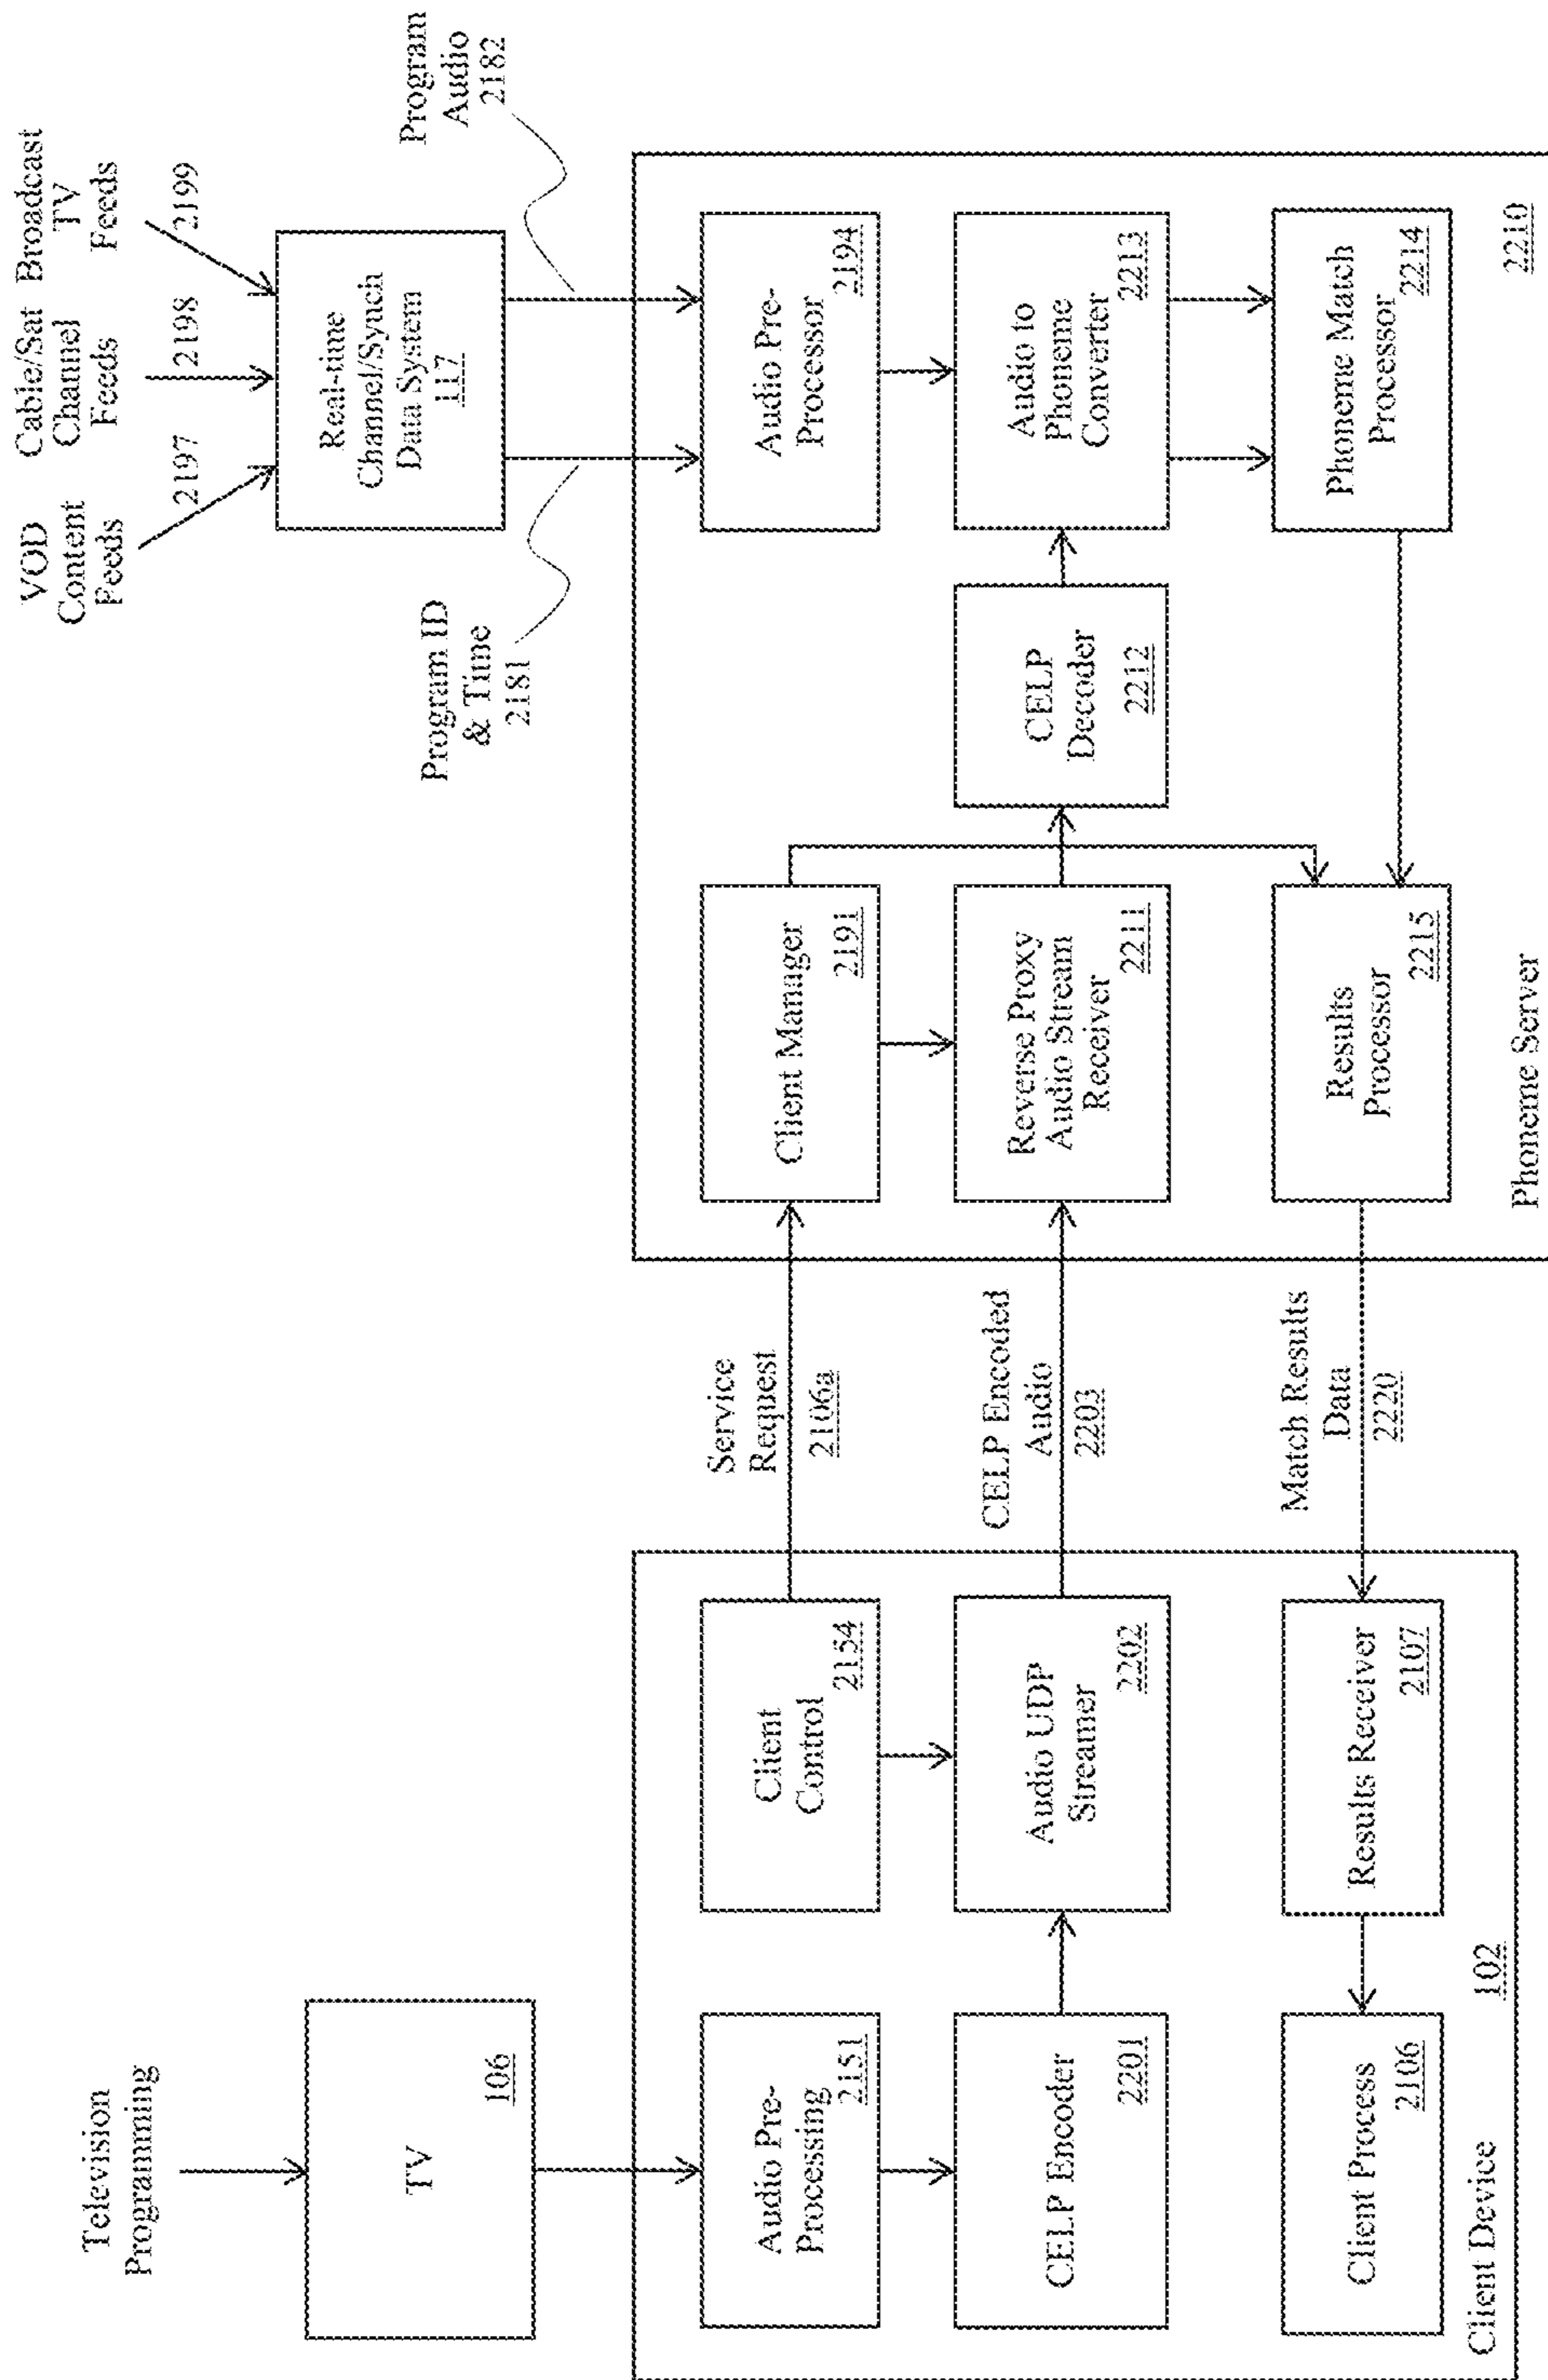 Television
Programming
TV
106
Audio Pre-
Processing
2151
CELP Encoder
2201
Client Process
2106
Client Device
102
Client
Control
2154
Audio UDP
Streamer
2202
Results Receiver
2107
Service
Request
2106a
CELP Encoded
Audio
2203
Match Results
Data
2220
Client Manager
2191
Reverse Proxy
Audio Stream
Receiver
2211
Results
Processor
2215
Phoneme Server
2210
CELP
Decoder
2212
Audio Pre-
Processor
2194
Audio to
Phoneme
Converter
2213
Phoneme Match
Processor
2214
Program ID
& Time
2181
Program
Audio
2182
Real-time
Channel/Synch
Data System
117
VOD
Content
Feeds
2197
Cable/Sat
Channel
Feeds
2198
Broadcast
TV
Feeds
2199